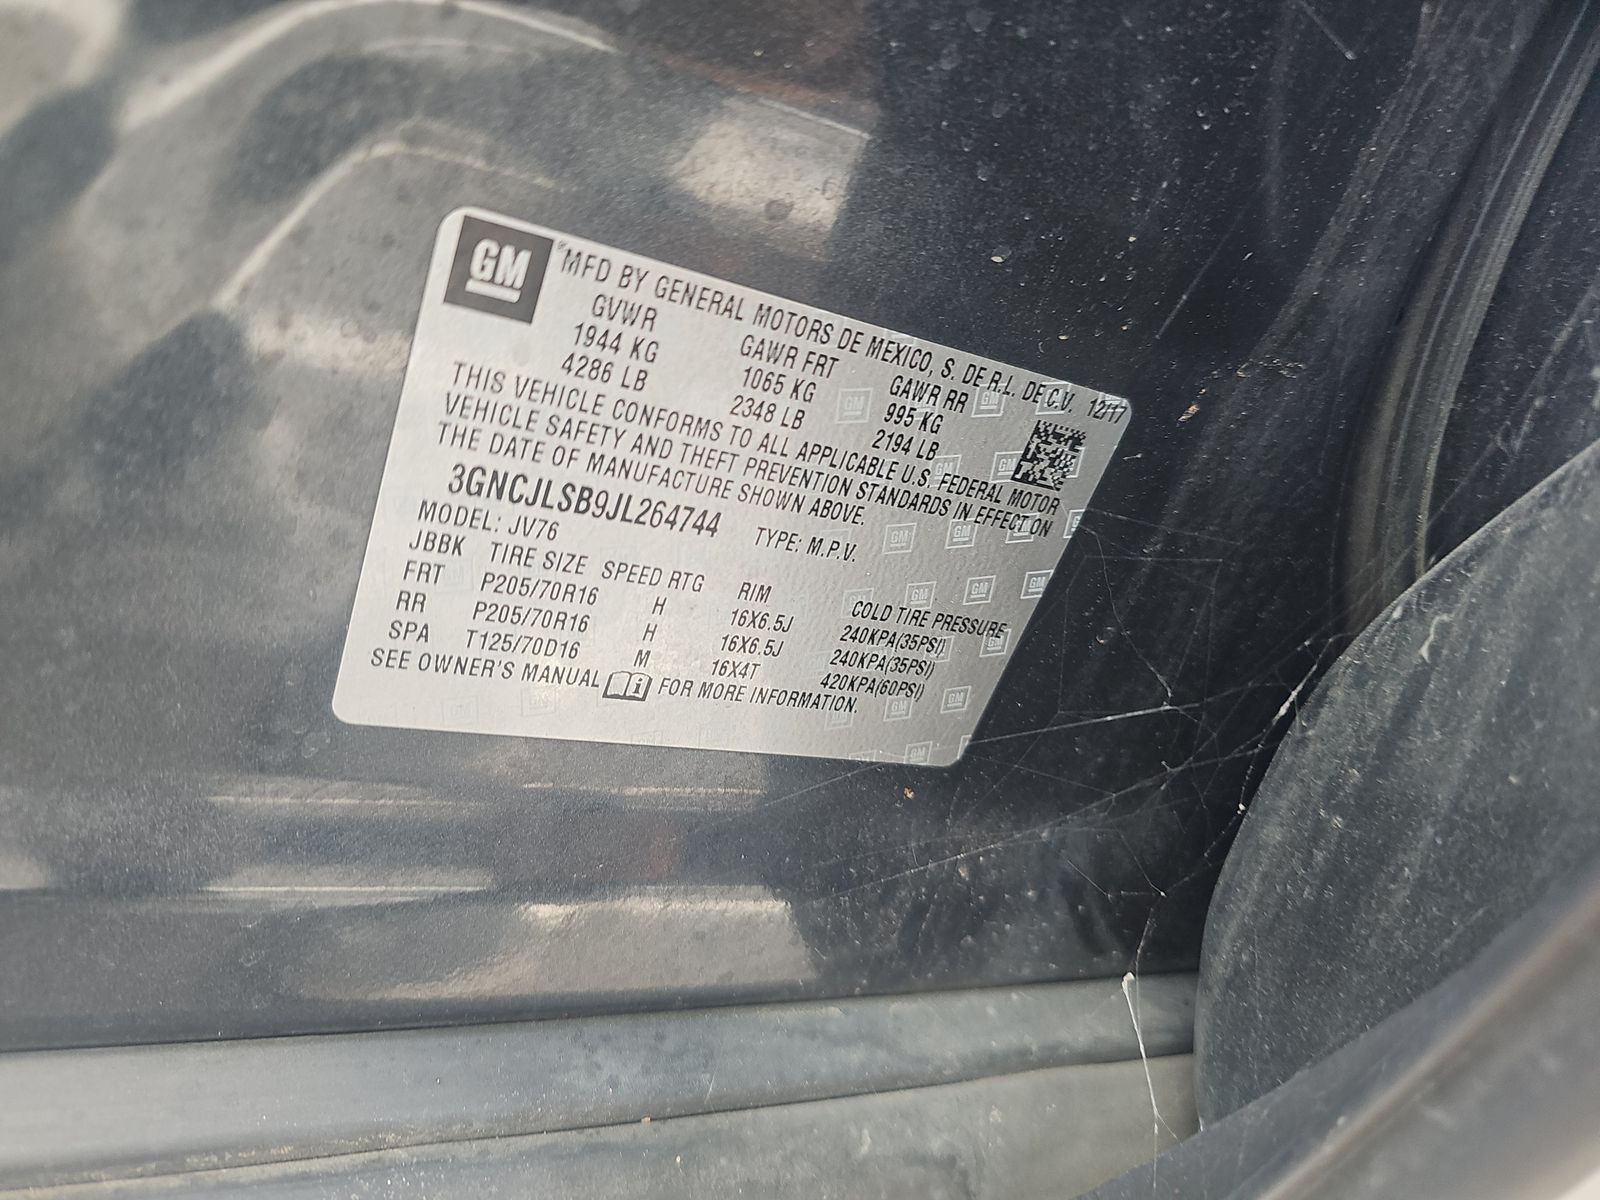 GM
MFD BY GENERAL MOTORS DE MEXICO, S. DE R.L. DE C.V. 12/17
GVWR GAWR FRT GAWR RR
1944 KG 1065 KG 995 KG
4286 LB 2348 LB 2194 LB
THIS VEHICLE CONFORMS TO ALL APPLICABLE U.S. FEDERAL MOTOR
VEHICLE SAFETY AND THEFT PREVENTION STANDARDS IN EFFECT ON
THE DATE OF MANUFACTURE SHOWN ABOVE.
3GNCJLSB9JL264744 TYPE: M.P.V.
MODEL: JV76
JBBK TIRE SIZE SPEED RTG RIM COLD TIRE PRESSURE
FRT P205/70R16 H 16X6.5J 240KPA(35PSI)
RR P205/70R16 H 16X6.5J 240KPA(35PSI)
SPA T125/70D16 M 16X4T 420KPA(60PSI)
SEE OWNER'S MANUAL FOR MORE INFORMATION.